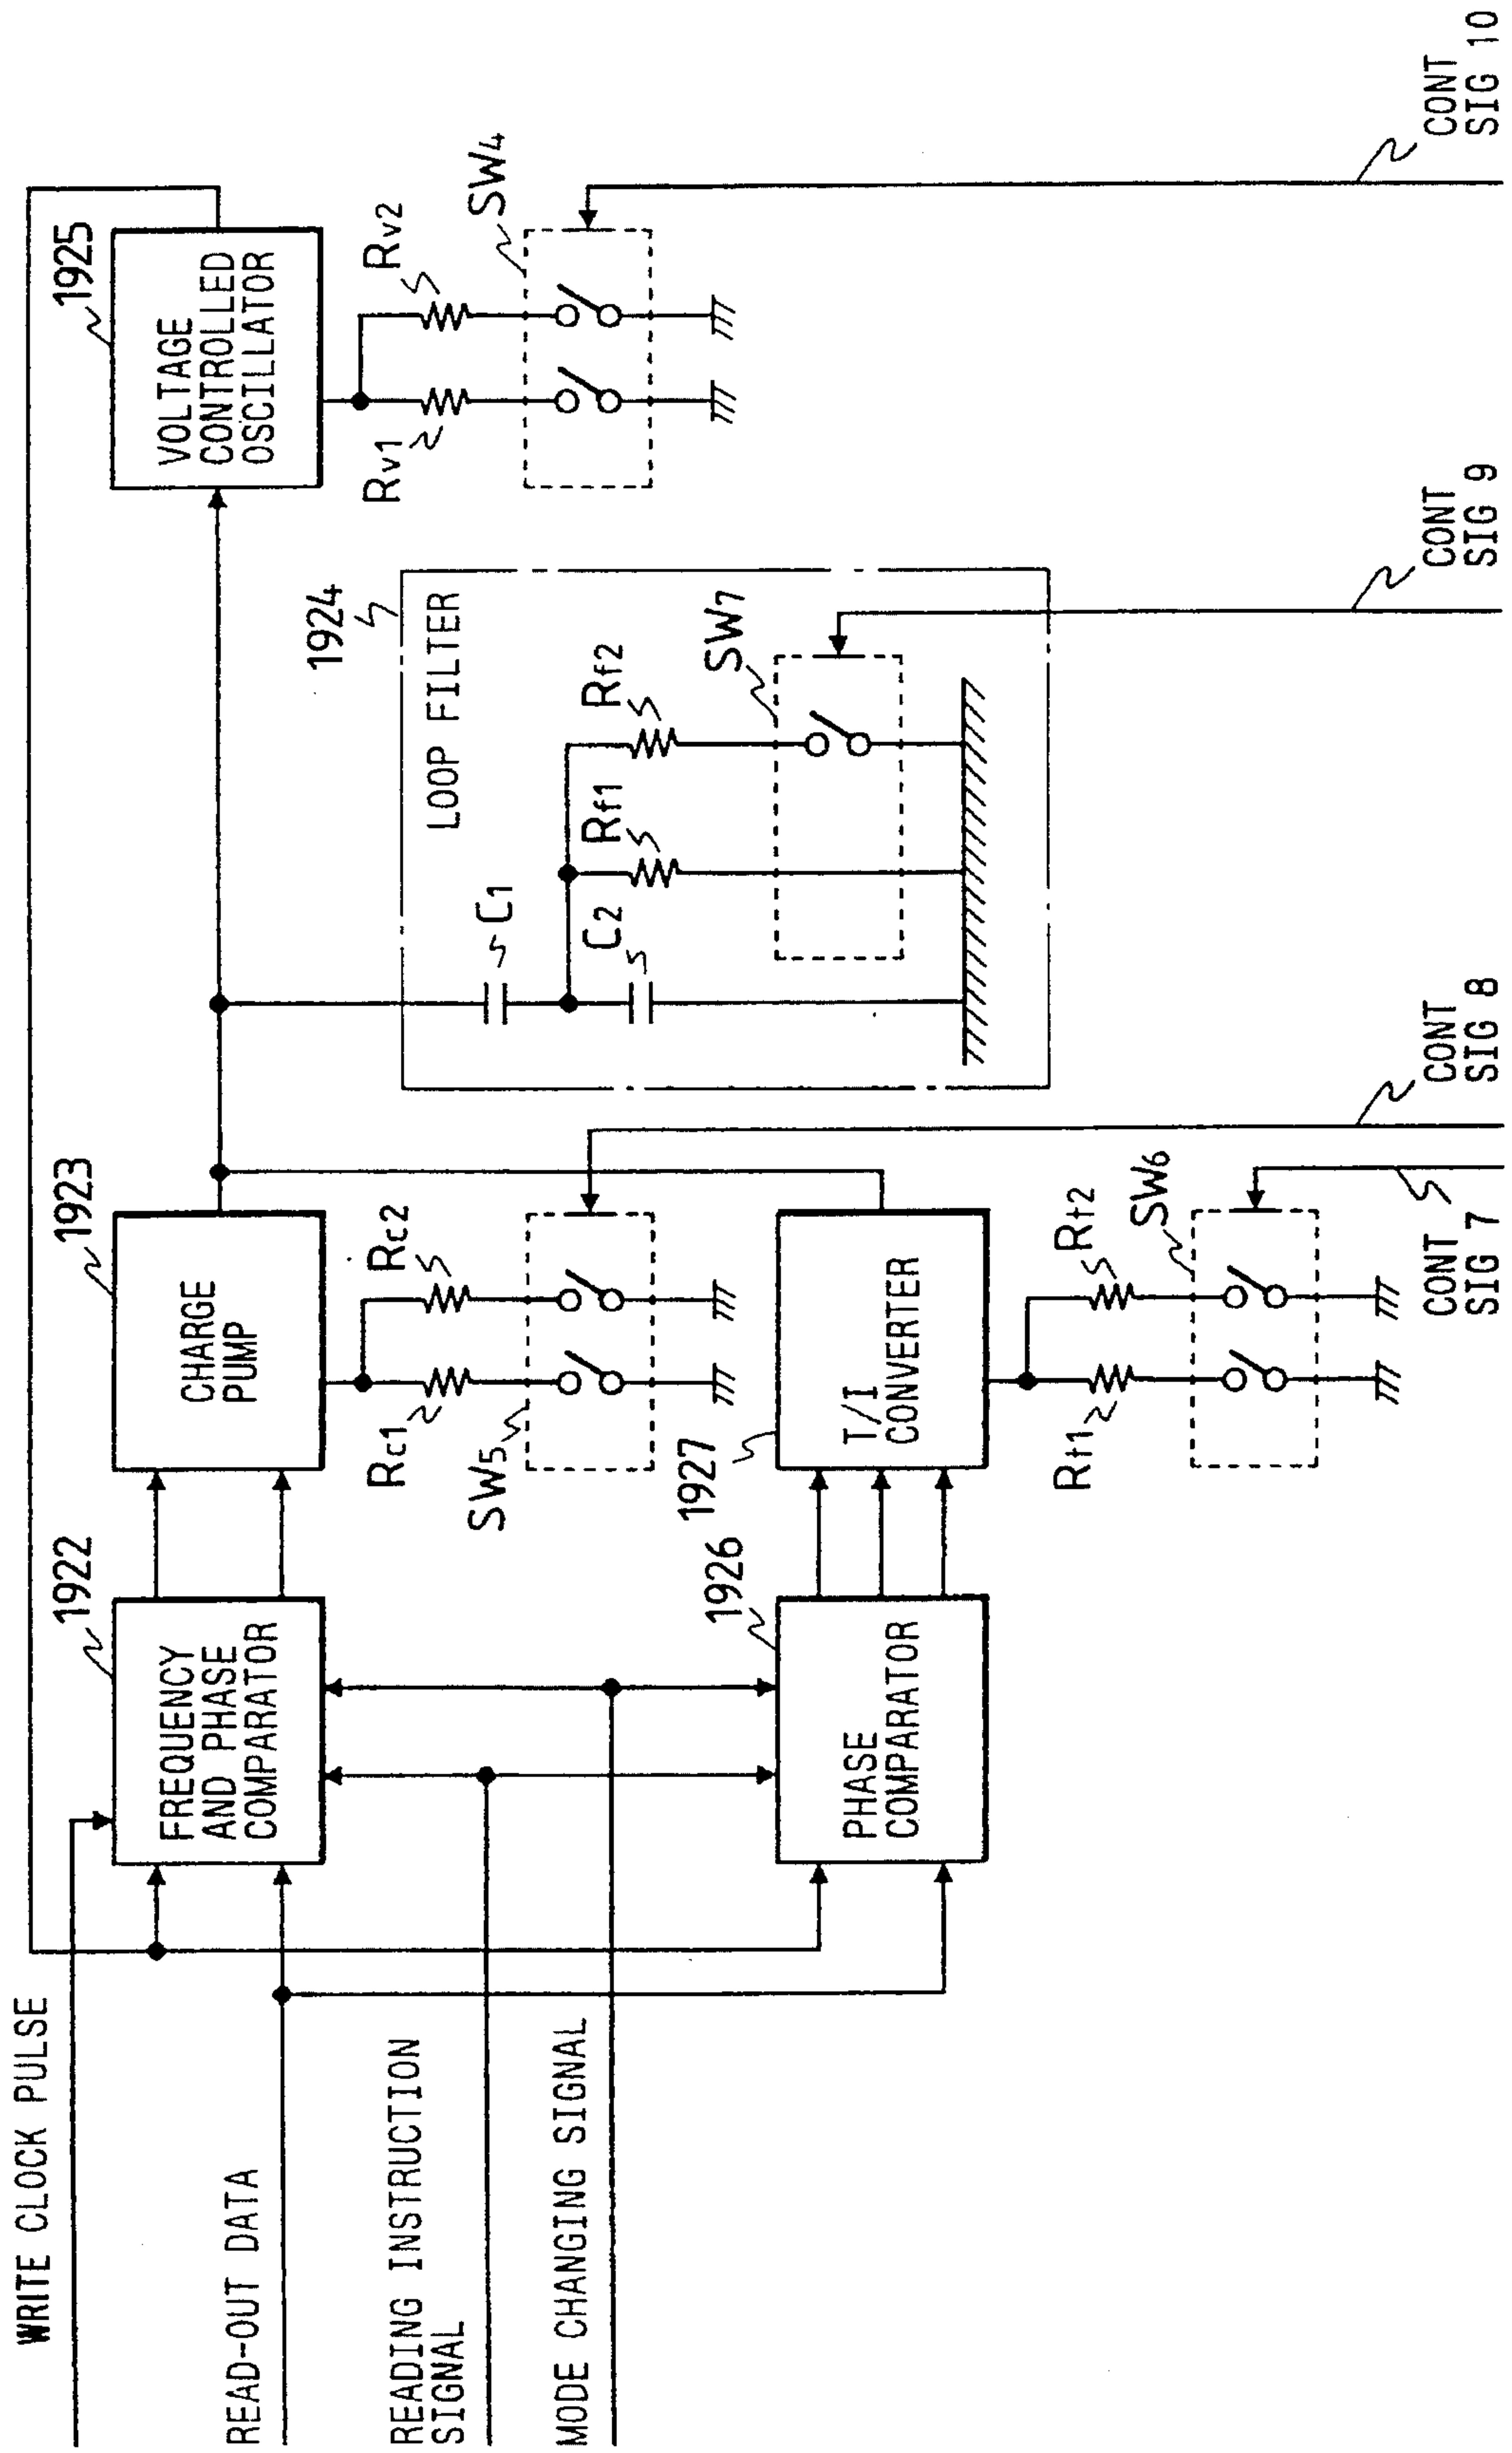 WRITE CLOCK PULSE
READ-OUT DATA
READING INSTRUCTION
SIGNAL
MODE CHANGING SIGNAL
1922
FREQUENCY
AND PHASE
COMPARATOR
1923
CHARGE
PUMP
Rc1
Rc2
SW5
1926
PHASE
COMPARATOR
1927
T/I
CONVERTER
Rt1
Rt2
SW6
CONT
SIG 7
CONT
SIG 8
1924
LOOP FILTER
C1
C2
Rf1
Rf2
SW7
CONT
SIG 9
1925
VOLTAGE
CONTROLLED
OSCILLATOR
Rv1
Rv2
SW4
CONT
SIG 10